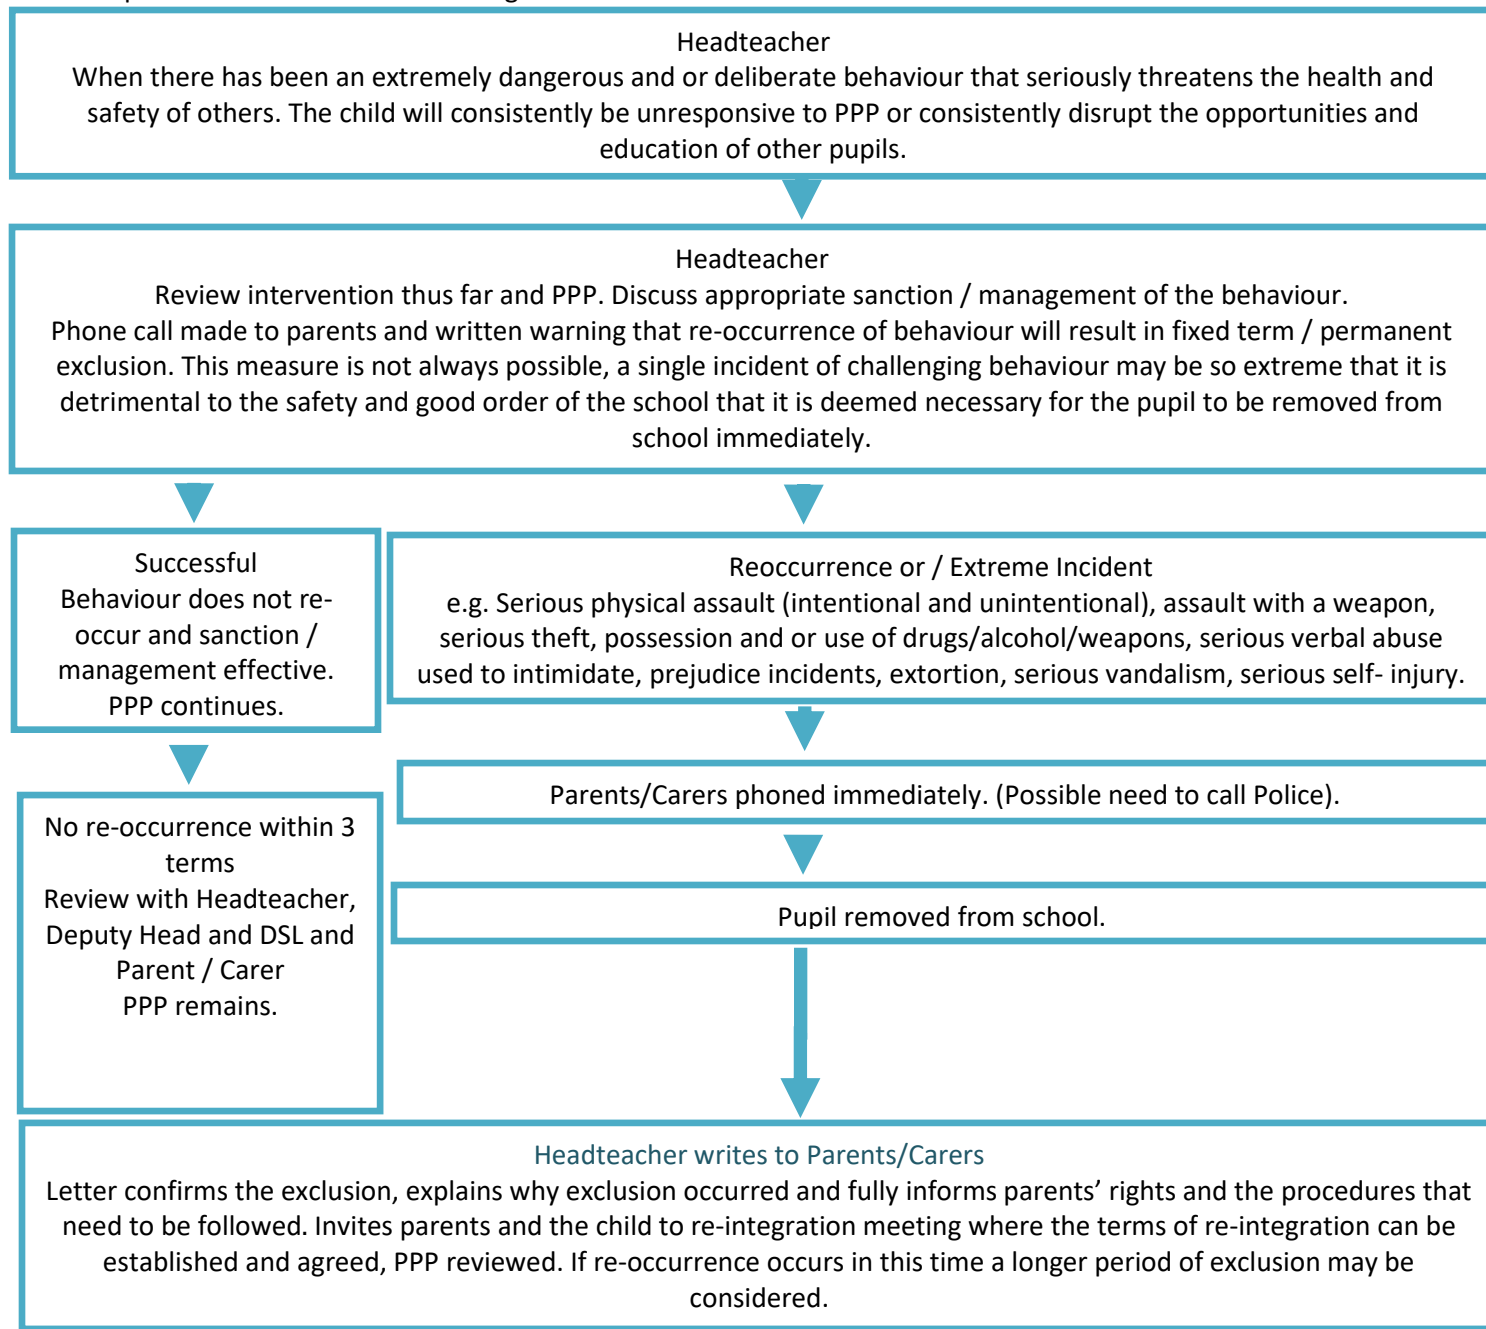 Headteacher
When there has been an extremely dangerous and or deliberate behaviour that seriously threatens the health and
safety of others. The child will consistently be unresponsive to PPP or consistently disrupt the opportunities and
education of other pupils.
Headteacher
Review intervention thus far and PPP. Discuss appropriate sanction / management of the behaviour.
Phone call made to parents and written warning that re-occurrence of behaviour will result in fixed term / permanent
exclusion. This measure is not always possible, a single incident of challenging behaviour may be so extreme that it is
detrimental to the safety and good order of the school that it is deemed necessary for the pupil to be removed from
school immediately.
Successful
Behaviour does not re-
occur and sanction /
management effective.
PPP continues.
No re-occurrence within 3
terms
Review with Headteacher,
Deputy Head and DSL and
Parent / Carer
PPP remains.
Reoccurrence or / Extreme Incident
e.g. Serious physical assault (intentional and unintentional), assault with a weapon,
serious theft, possession and or use of drugs/alcohol/weapons, serious verbal abuse
used to intimidate, prejudice incidents, extortion, serious vandalism, serious self- injury.
Parents/Carers phoned immediately. (Possible need to call Police).
Pupil removed from school.
Headteacher writes to Parents/Carers
Letter confirms the exclusion, explains why exclusion occurred and fully informs parents’ rights and the procedures that
need to be followed. Invites parents and the child to re-integration meeting where the terms of re-integration can be
established and agreed, PPP reviewed. If re-occurrence occurs in this time a longer period of exclusion may be
considered.